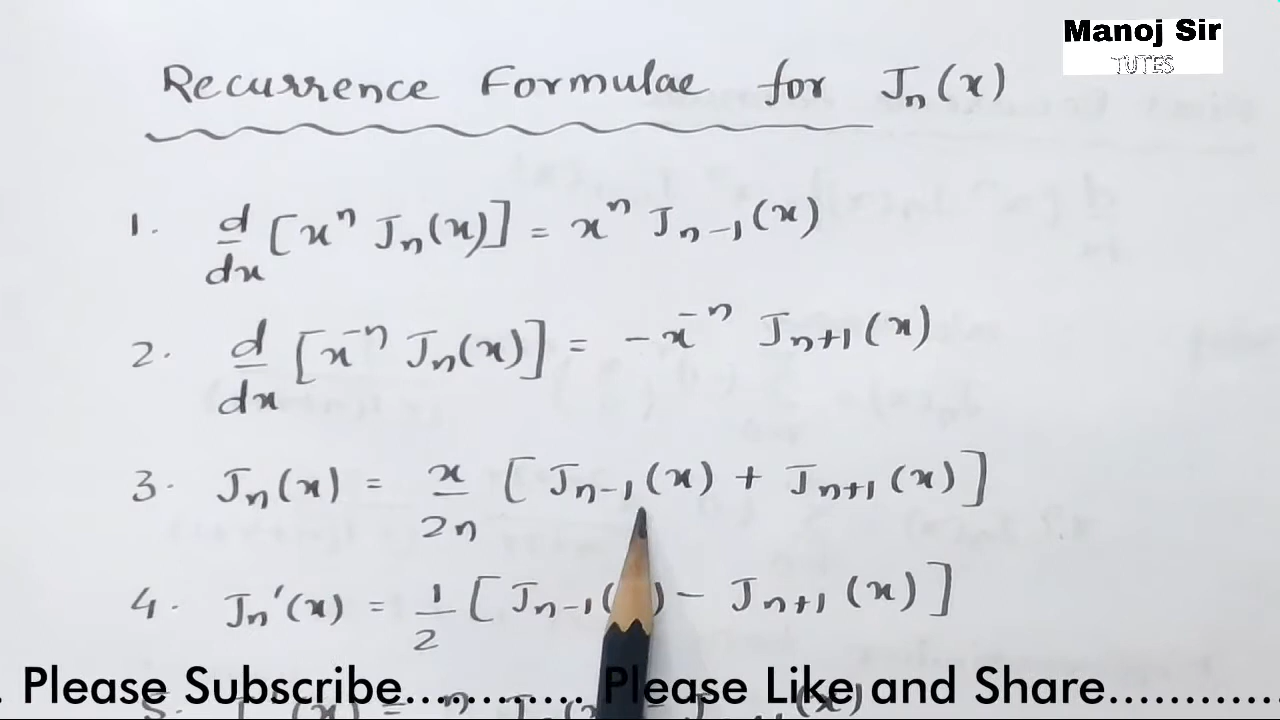 Manoj Sir
TUTES
Recurrence Formulae for Jₙ(x)
1. d/dx [xⁿ Jₙ(x)] = xⁿ Jₙ₋₁(x)
2. d/dx [x⁻ⁿ Jₙ(x)] = -x⁻ⁿ Jₙ₊₁(x)
3. Jₙ(x) = x/2n [Jₙ₋₁(x) + Jₙ₊₁(x)]
4. Jₙ'(x) = 1/2 [Jₙ₋₁( ) - Jₙ₊₁(x)]
. Please Subscribe............ Please Like and Share............